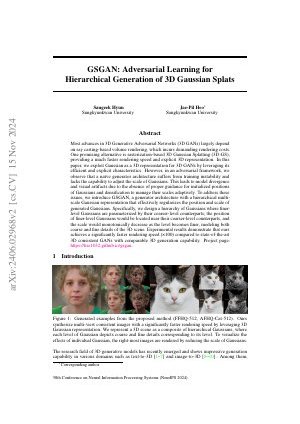 GSGAN: Adversarial Learning for
Hierarchical Generation of 3D Gaussian Splats
Sangeek Hyun
Sungkyunkwan University
Jae-Pil Heo*
Sungkyunkwan University
Abstract
Most advances in 3D Generative Adversarial Networks (3D GANs) largely depend
on ray casting-based volume rendering, which incurs demanding rendering costs.
One promising alternative is rasterization-based 3D Gaussian Splatting (3D-GS),
providing a much faster rendering speed and explicit 3D representation. In this
paper, we exploit Gaussian as a 3D representation for 3D GANs by leveraging its
efficient and explicit characteristics. However, in an adversarial framework, we
observe that a naïve generator architecture suffers from training instability and
lacks the capability to adjust the scale of Gaussians. This leads to model divergence
and visual artifacts due to the absence of proper guidance for initialized positions
of Gaussians and densification to manage their scales adaptively. To address these
issues, we introduce GSGAN, a generator architecture with a hierarchical multi-
scale Gaussian representation that effectively regularizes the position and scale of
generated Gaussians. Specifically, we design a hierarchy of Gaussians where finer-
level Gaussians are parameterized by their coarser-level counterparts; the position
of finer-level Gaussians would be located near their coarser-level counterparts, and
the scale would monotonically decrease as the level becomes finer, modeling both
coarse and fine details of the 3D scene. Experimental results demonstrate that ours
achieves a significantly faster rendering speed (×100) compared to state-of-the-art
3D consistent GANs with comparable 3D generation capability. Project page:
1 Introduction
Figure 1: Generated examples from the proposed method (FFHQ-512, AFHQ-Cat-512). Ours
synthesize multi-view consistent images with a significantly faster rendering speed by leveraging 3D
Gaussian representation. We represent a 3D scene as a composite of hierarchical Gaussians, where
each level of Gaussians depicts coarse and fine details corresponding to its level. To visualize the
effects of individual Gaussian, the right-most images are rendered by reducing the scale of Gaussians.
The research field of 3D generative models has recently emerged and shows impressive generation
capability in various domains such as text-to-3D and image-to-3D. Among them,
*Corresponding author
38th Conference on Neural Information Processing Systems (NeurIPS 2024).
arXiv:2406.02968v2 [cs.CV] 15 Nov 2024